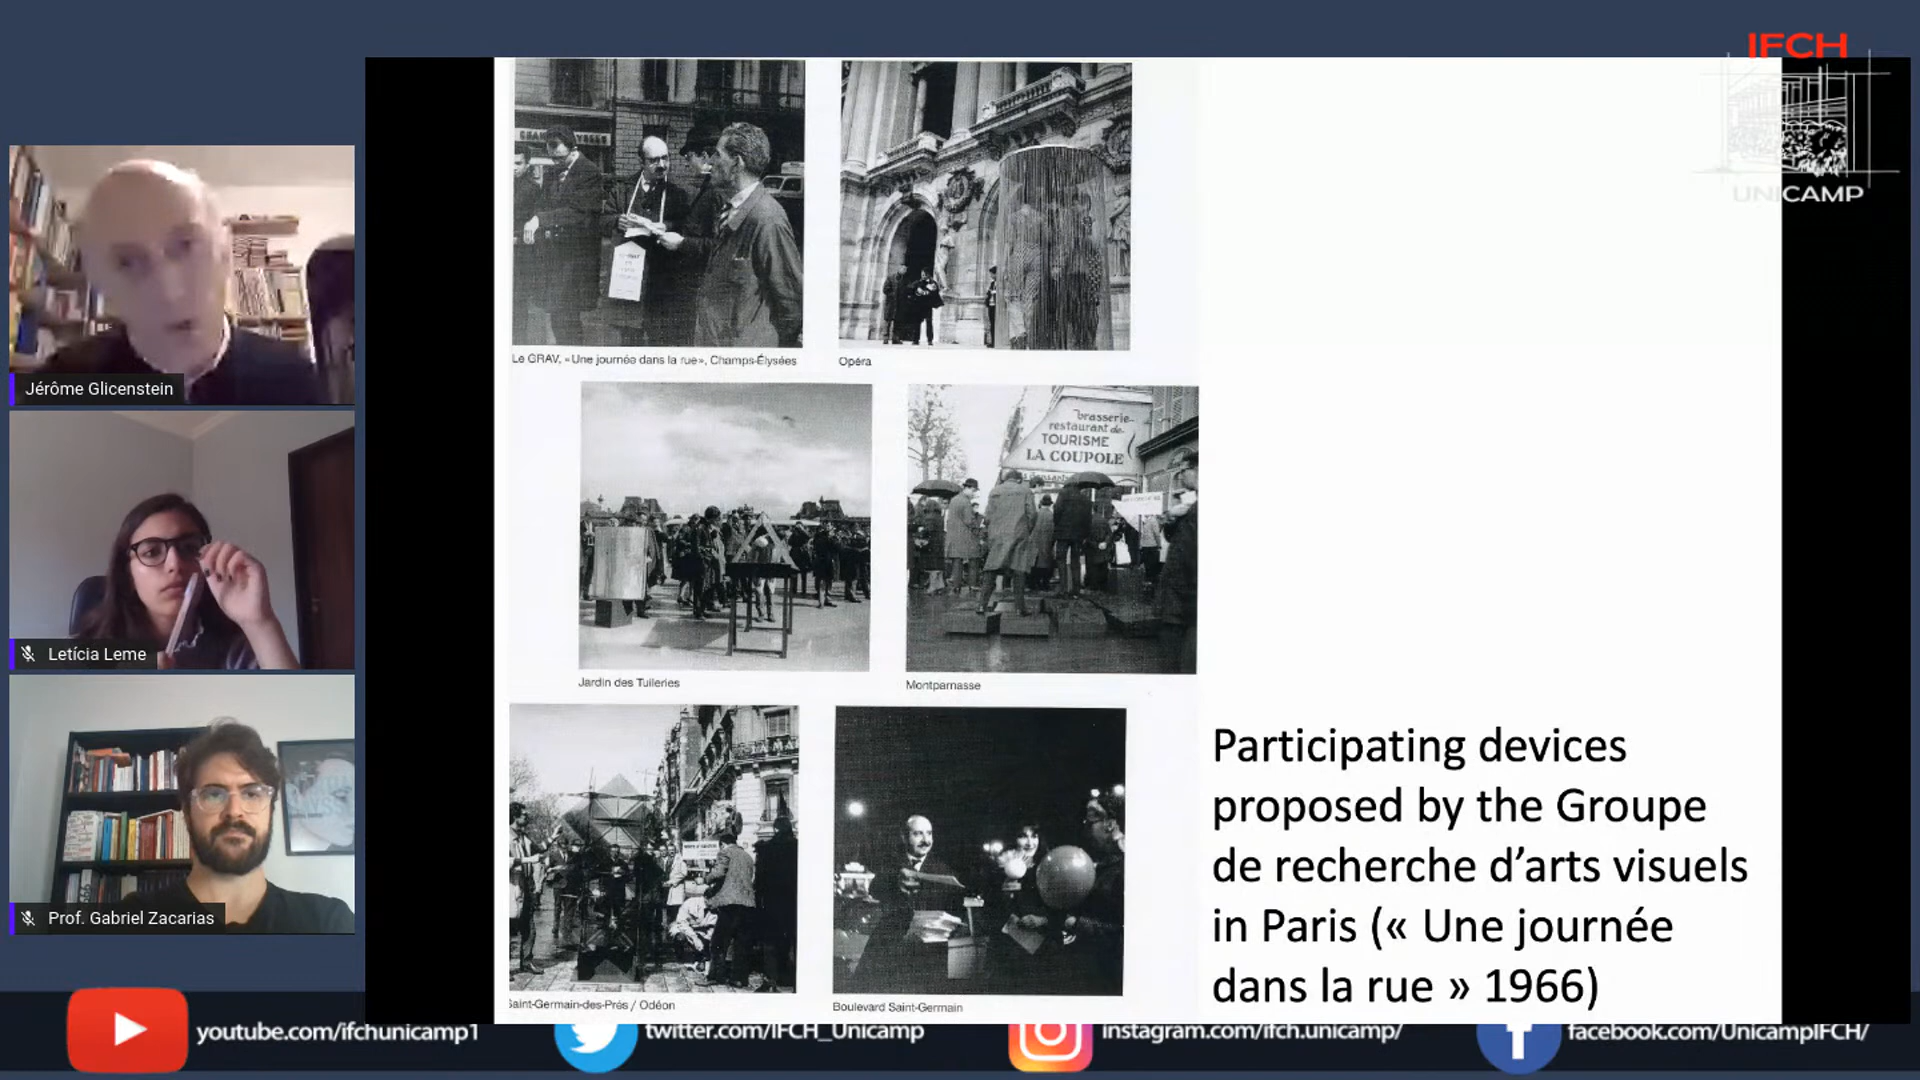 IFCH
UNICAMP
Jérôme Glicenstein
Letícia Leme
Prof. Gabriel Zacarias
Le GRAV, «Une journée dans la rue», Champs-Élysées
Opéra
brasserie-
restaurant de
TOURISME
LA COUPOLE
Jardin des Tuileries
Montparnasse
Saint-Germain-des-Prés / Odéon
Boulevard Saint-Germain
Participating devices
proposed by the Groupe
de recherche d’arts visuels
in Paris (« Une journée
dans la rue » 1966)
youtube.com/ifchunicamp1
twitter.com/IFCH_Unicamp
instagram.com/ifch.unicamp/
facebook.com/UnicampIFCH/